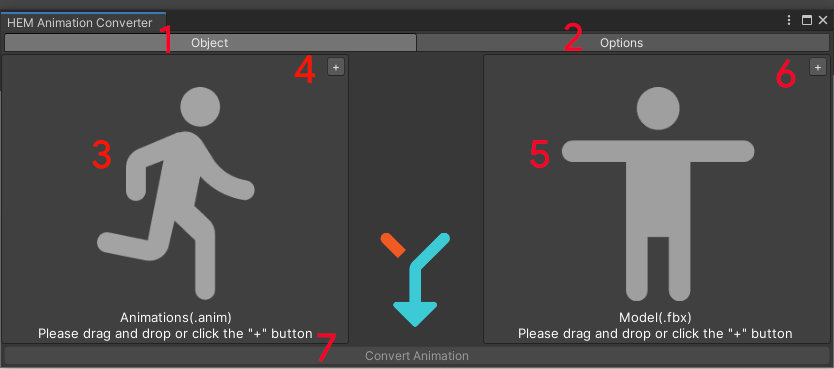 HEM Animation Converter
1 Object
2 Options
4 +
6 +
3
5
Animations(.anim)
Please drag and drop or click the "+" button
Model(.fbx)
Please drag and drop or click the "+" button
7 Convert Animation